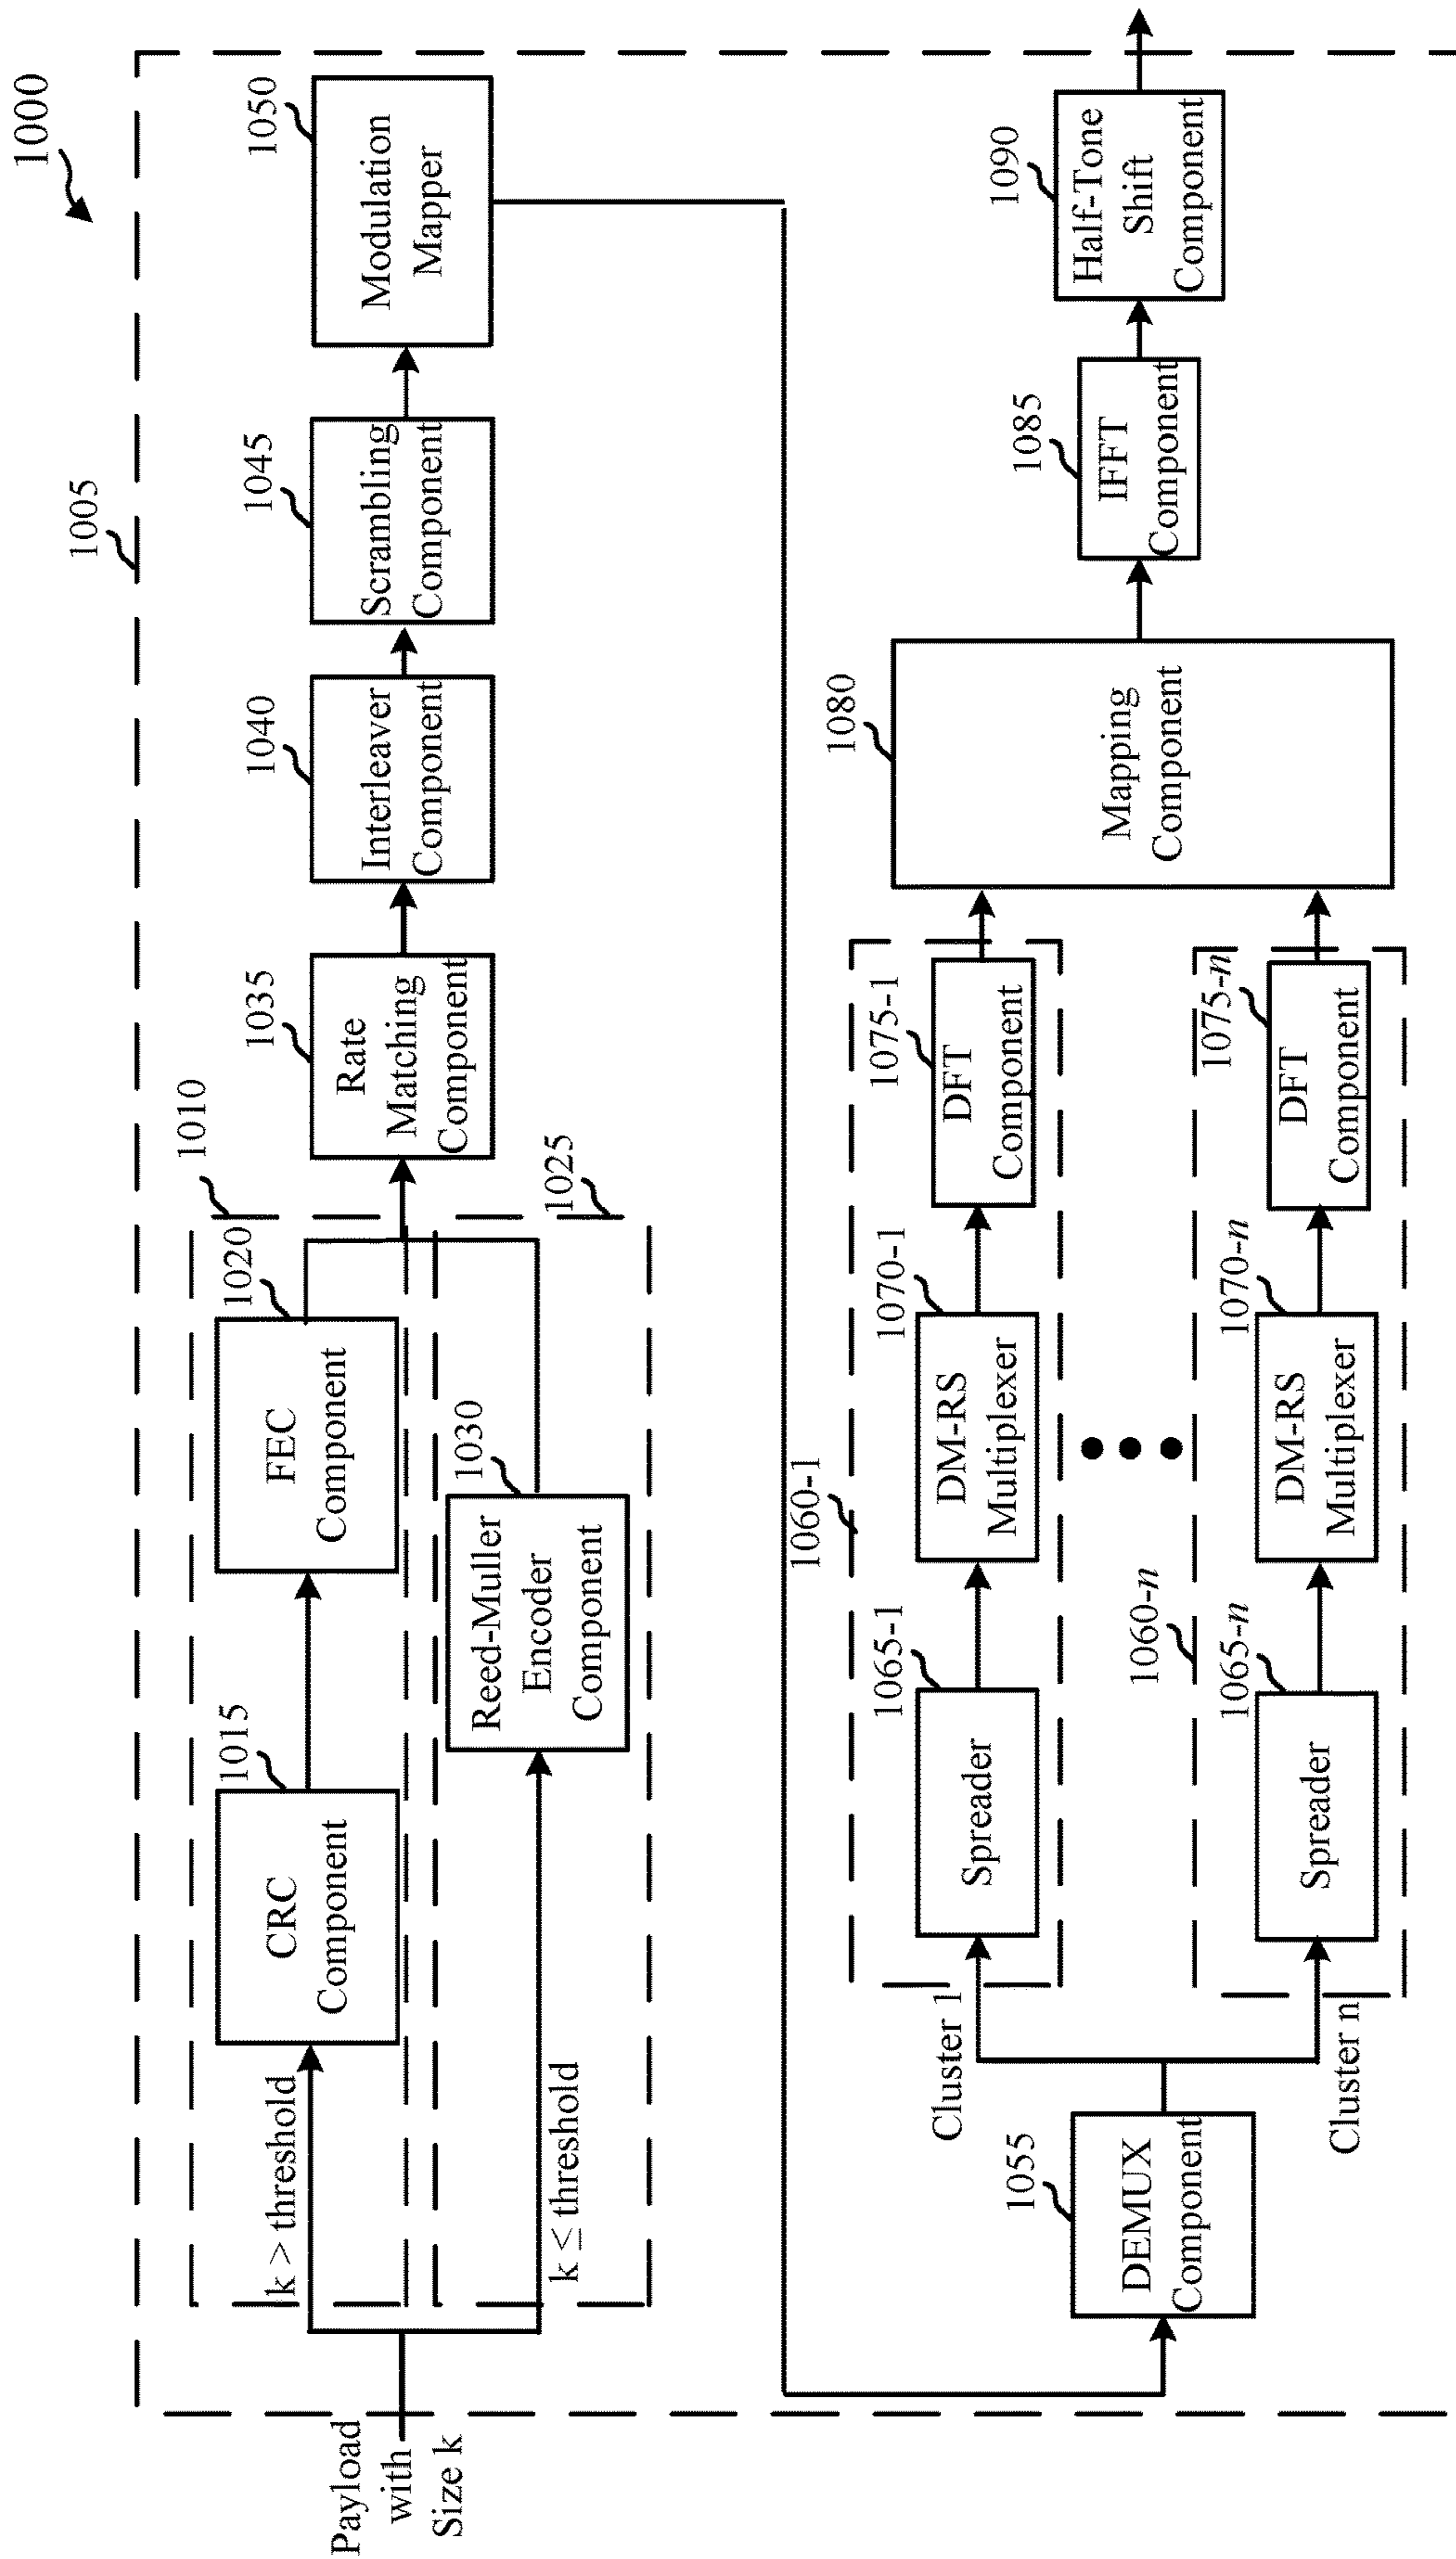 1000
1005
1010
1015
CRC
Component
1020
FEC
Component
k > threshold
Payload
with
Size k
k ≤ threshold
1025
1030
Reed-Muller
Encoder
Component
1035
Rate
Matching
Component
1040
Interleaver
Component
1045
Scrambling
Component
1050
Modulation
Mapper
1055
DEMUX
Component
Cluster 1
1060-1
1065-1
Spreader
1070-1
DM-RS
Multiplexer
1075-1
DFT
Component
Cluster n
1060-n
1065-n
Spreader
1070-n
DM-RS
Multiplexer
1075-n
DFT
Component
1080
Mapping
Component
1085
IFFT
Component
1090
Half-Tone
Shift
Component